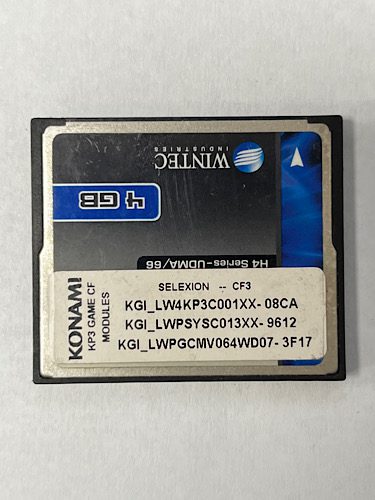 WINTEC
INDUSTRIES
4 GB
H4 Series-UDMA/66
KONAMI
KP3 GAME CF
MODULES
SELEXION -- CF3
KGI_LW4KP3C001XX- 08CA
KGI_LWPSYSC013XX- 9612
KGI_LWPGCMV064WD07- 3F17